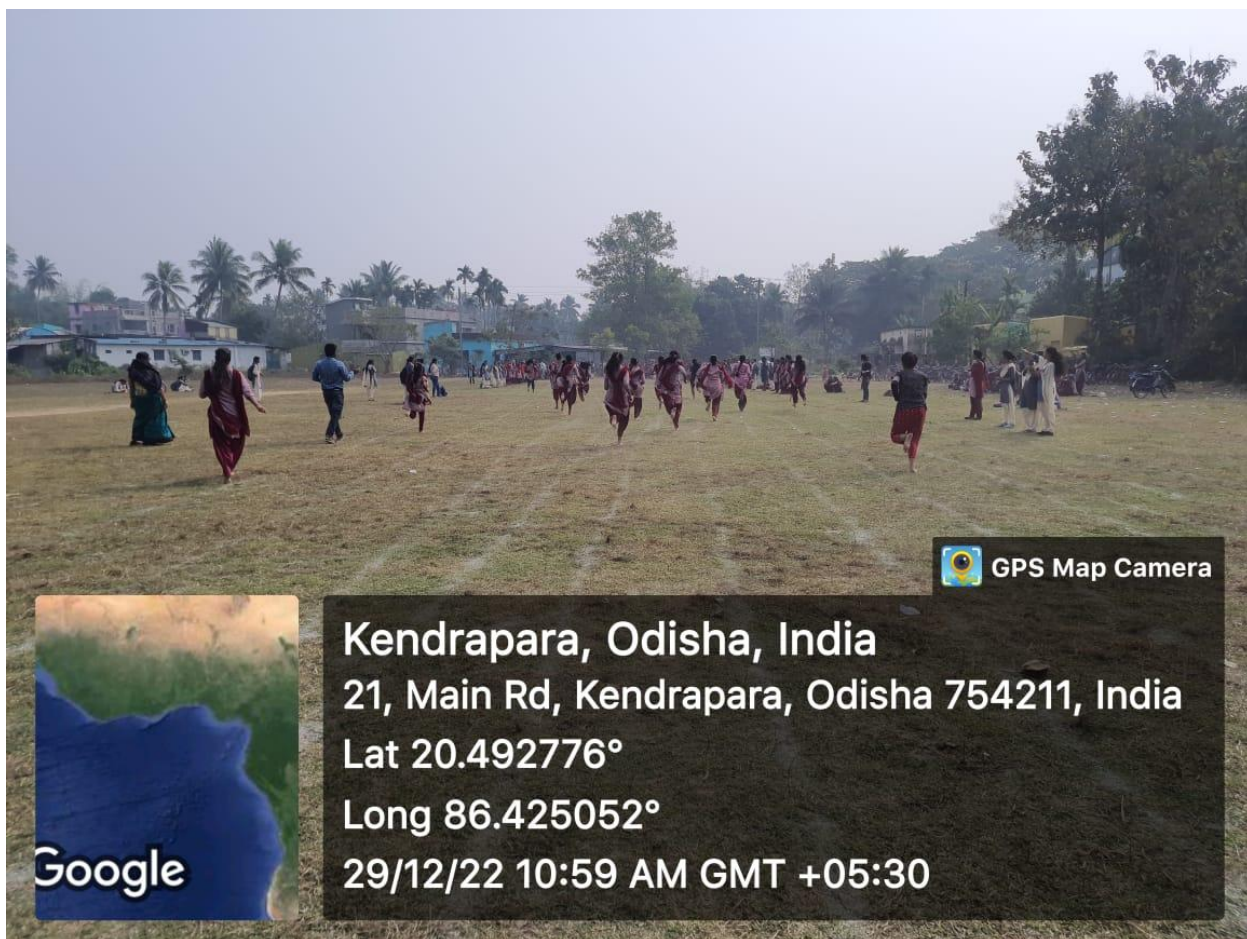 GPS Map Camera
Kendrapara, Odisha, India
21, Main Rd, Kendrapara, Odisha 754211, India
Lat 20.492776°
Long 86.425052°
29/12/22 10:59 AM GMT +05:30
Google